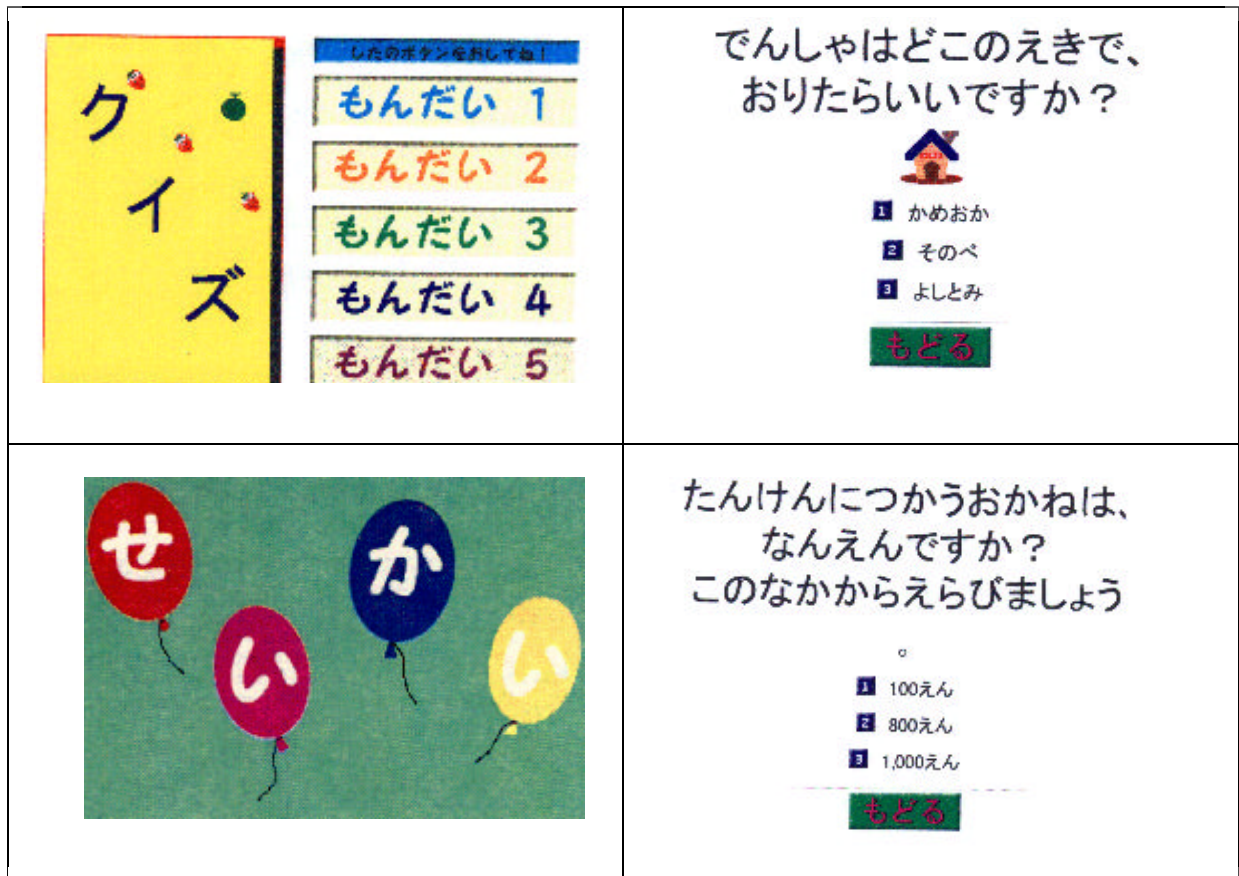 クイズ
したのボタンをおしてね!
もんだい 1
もんだい 2
もんだい 3
もんだい 4
もんだい 5
でんしゃはどこのえきで、
おりたらいいですか?
1 かめおか
2 そのべ
3 よしとみ
もどる
せいかい
たんけんにつかうおかねは、
なんえんですか?
このなかからえらびましょう
。
1 100えん
2 800えん
3 1,000えん
もどる